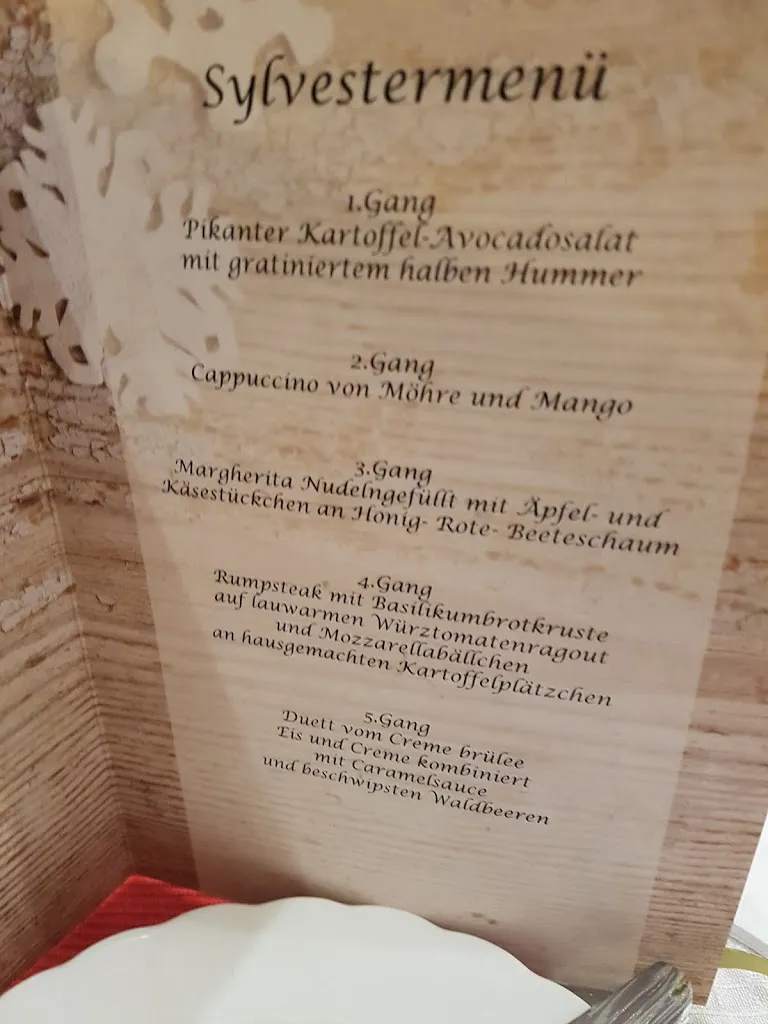 Sylvestermenü
1.Gang
Pikanter Kartoffel-Avocadosalat
mit gratiniertem halben Hummer
2.Gang
Cappuccino von Möhre und Mango
3.Gang
Margherita Nudelngefüllt mit Äpfel- und
Käsestückchen an Honig- Rote- Beeteschaum
4.Gang
Rumpsteak mit Basilikumbrotkruste
auf lauwarmen Würztomatenragout
und Mozzarellabällchen
an hausgemachten Kartoffelplätzchen
5.Gang
Duett vom Creme brülee
Eis und Creme kombiniert
mit Caramelsauce
und beschwipsten Waldbeeren